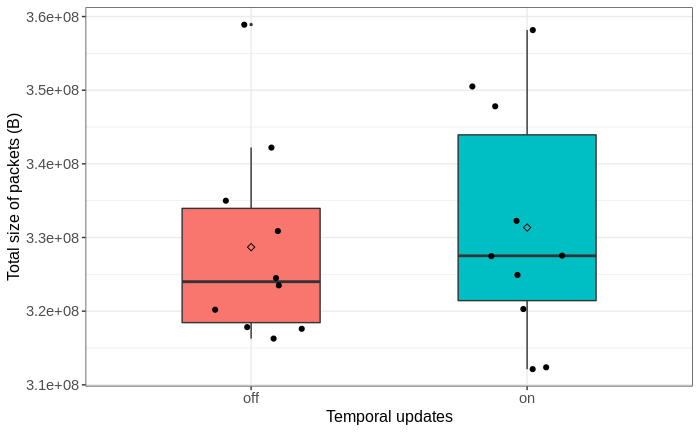 Total size of packets (B)
3.6e+08
3.5e+08
3.4e+08
3.3e+08
3.2e+08
3.1e+08
off on
Temporal updates